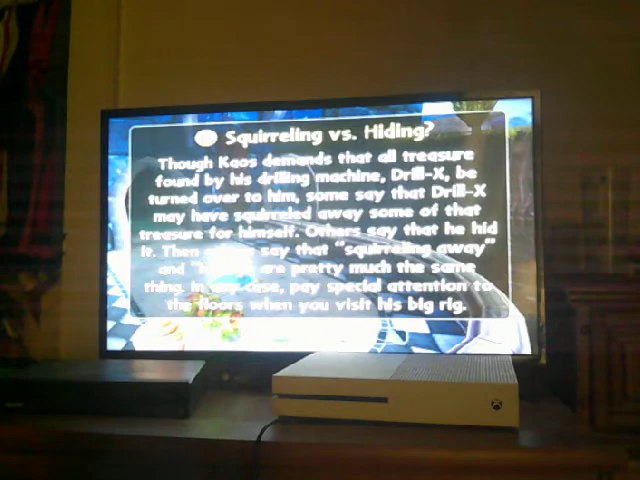 Squirreling vs. Hiding?
Though Kaos demands that all treasure
found by his drilling machine, Drill-X, be
turned over to him, some say that Drill-X
may have squirreled away some of that
treasure for himself. Others say that he hid
it. Then say that "squirreling away"
and are pretty much the same
thing. In any case, pay special attention to
the floors when you visit his big rig.